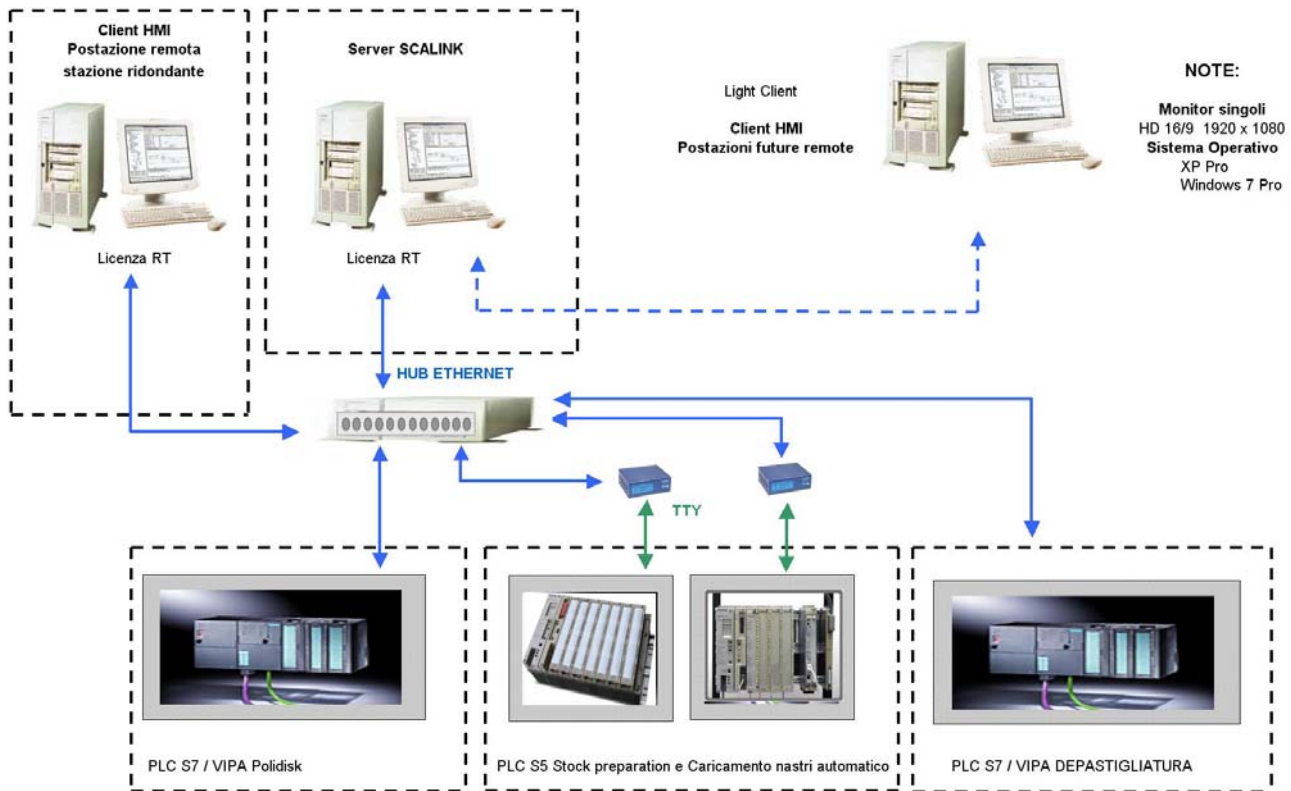 Client HMI
Postazione remota
stazione ridondante
Licenza RT
Server SCALINK
Licenza RT
Light Client
Client HMI
Postazioni future remote
NOTE:
Monitor singoli
HD 16/9 1920 x 1080
Sistema Operativo
XP Pro
Windows 7 Pro
HUB ETHERNET
TTY
PLC S7 / VIPA Polidisk
PLC S5 Stock preparation e Caricamento nastri automatico
PLC S7 / VIPA DEPASTIGLIATURA